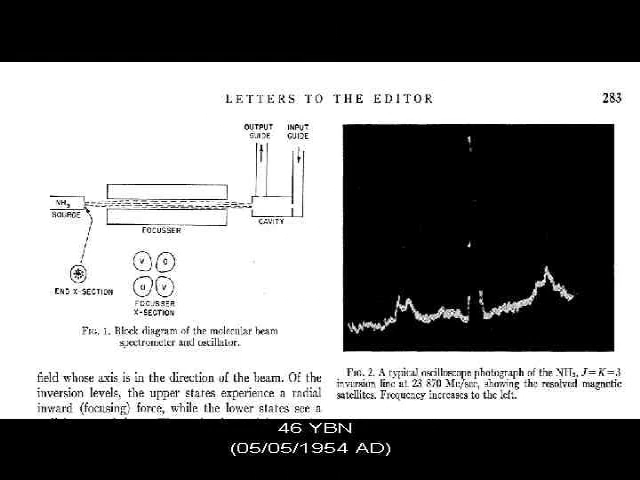 LETTERS TO THE EDITOR 283
OUTPUT GUIDE
INPUT GUIDE
NH3
SOURCE
CAVITY
FOCUSSER
END X-SECTION
V O
O V
FOCUSSER
X-SECTION
FIG. 1. Block diagram of the molecular beam
spectrometer and oscillator.
field whose axis is in the direction of the beam. Of the
inversion levels, the upper states experience a radial
inward (focusing) force, while the lower states see a
FIG. 2. A typical oscilloscope photograph of the NH3, J=K=3
inversion line at 23 870 Mc/sec, showing the resolved magnetic
satellites. Frequency increases to the left.
46 YBN
(05/05/1954 AD)